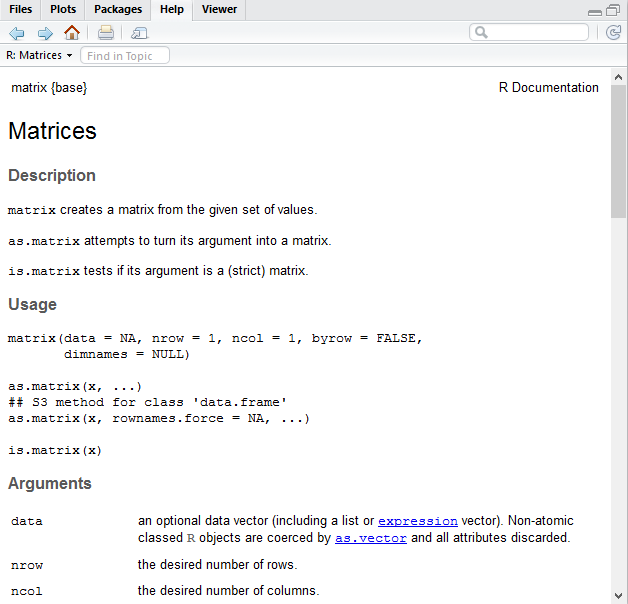 Files Plots Packages Help Viewer
R: Matrices Find in Topic
matrix {base} R Documentation
Matrices
Description
matrix creates a matrix from the given set of values.
as.matrix attempts to turn its argument into a matrix.
is.matrix tests if its argument is a (strict) matrix.
Usage
matrix(data = NA, nrow = 1, ncol = 1, byrow = FALSE,
       dimnames = NULL)
as.matrix(x, ...)
## S3 method for class 'data.frame'
as.matrix(x, rownames.force = NA, ...)
is.matrix(x)
Arguments
data an optional data vector (including a list or expression vector). Non-atomic
classed R objects are coerced by as.vector and all attributes discarded.
nrow the desired number of rows.
ncol the desired number of columns.